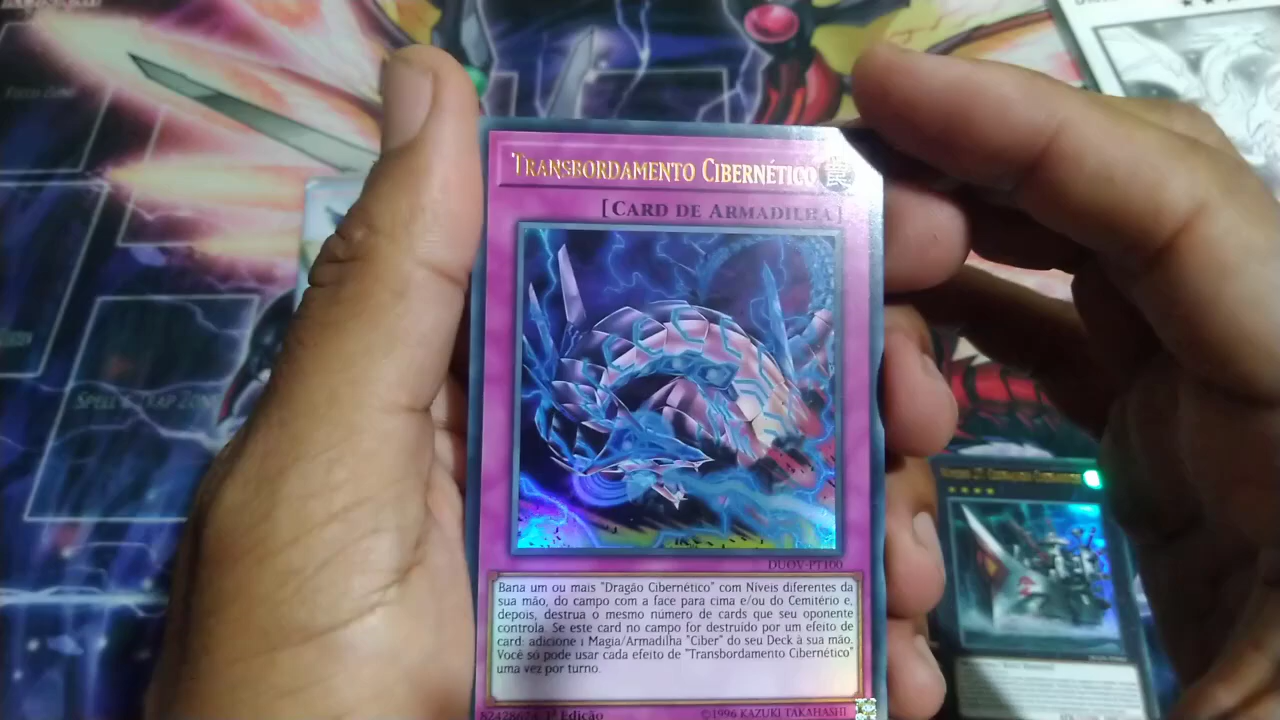 TRANSBORDAMENTO CIBERNÉTICO
[CARD DE ARMADILHA]
DUOV-PT100
Bana um ou mais "Dragão Cibernético" com Níveis diferentes da
sua mão, do campo com a face para cima e/ou do Cemitério e,
depois, destrua o mesmo número de cards que seu oponente
controla. Se este card no campo for destruído por um efeito de
card: adicione 1 Magia/Armadilha "Ciber" do seu Deck à sua mão.
Você só pode usar cada efeito de "Transbordamento Cibernético"
uma vez por turno.
1ª Edição
©1996 KAZUKI TAKAHASHI
SPELL & TRAP ZONE